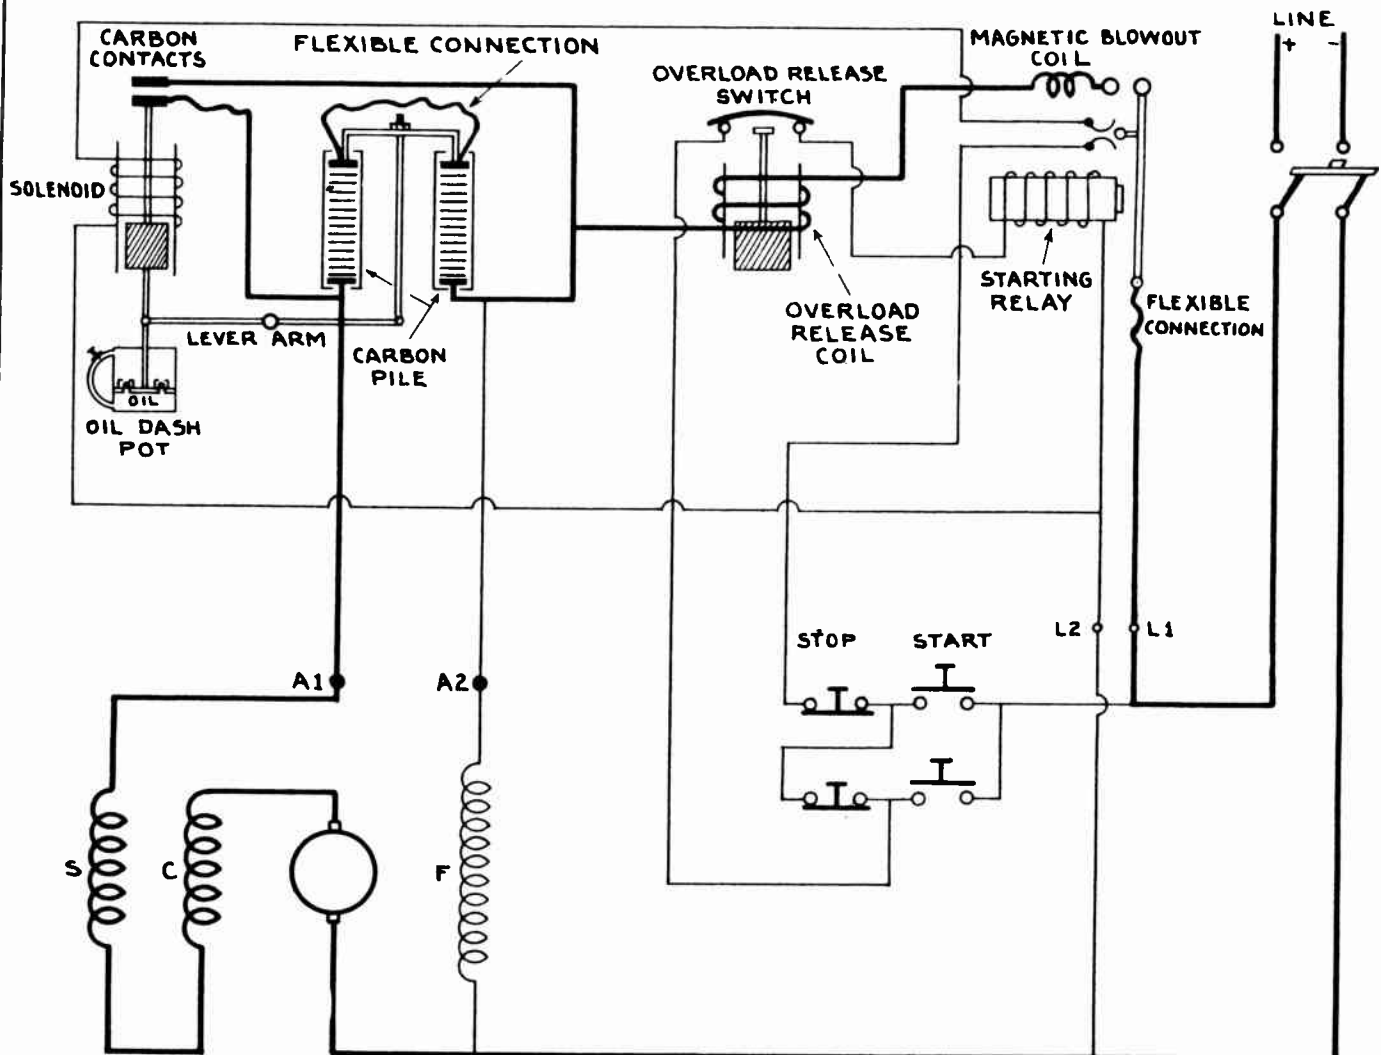 LINE
+ -
CARBON
CONTACTS
FLEXIBLE CONNECTION
MAGNETIC BLOWOUT
COIL
OVERLOAD RELEASE
SWITCH
SOLENOID
STARTING
RELAY
OVERLOAD
RELEASE
COIL
FLEXIBLE
CONNECTION
LEVER ARM
CARBON
PILE
OIL
OIL DASH
POT
L2
L1
STOP
START
A1
A2
S
C
F